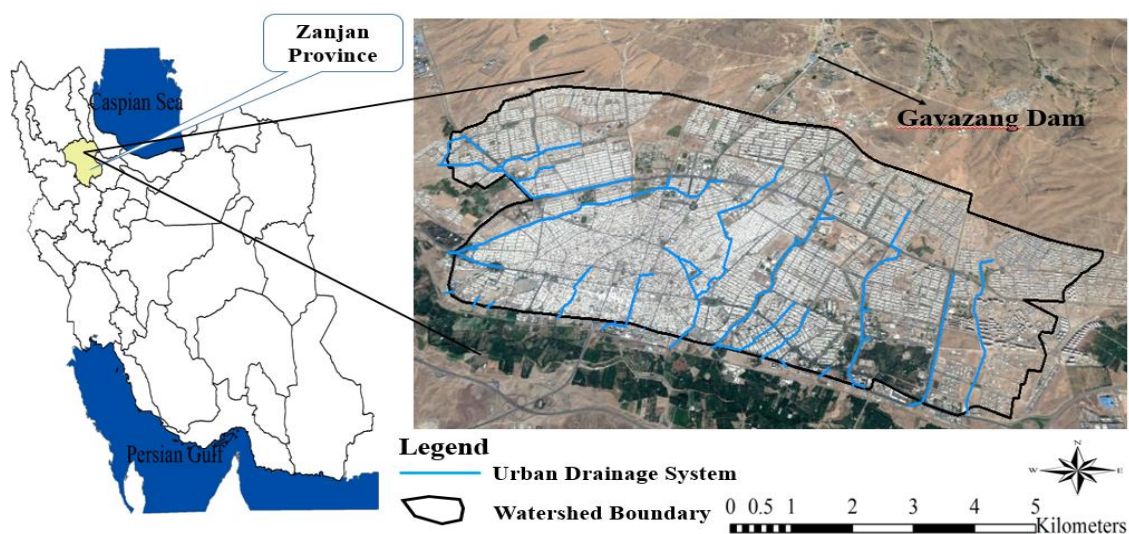 Zanjan
Province
Caspian Sea
Gavazang Dam
Persian Gulf
Legend
Urban Drainage System
Watershed Boundary
N
W E
S
0 0.5 1 2 3 4 5
Kilometers